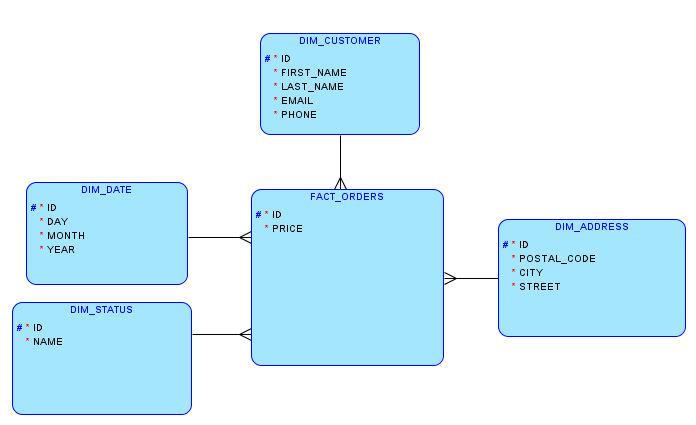 DIM_CUSTOMER
# * ID
* FIRST_NAME
* LAST_NAME
* EMAIL
* PHONE
DIM_DATE
# * ID
* DAY
* MONTH
* YEAR
FACT_ORDERS
# * ID
* PRICE
DIM_ADDRESS
# * ID
* POSTAL_CODE
* CITY
* STREET
DIM_STATUS
# * ID
* NAME